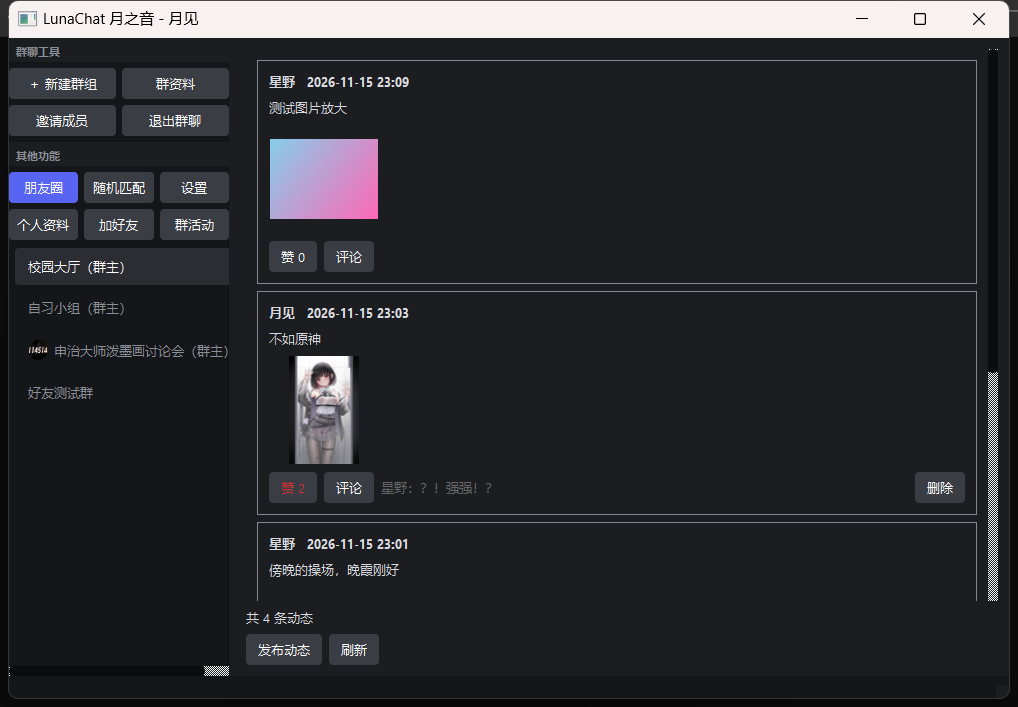 LunaChat 月之音 - 月见
群聊工具
+ 新建群组 群资料
邀请成员 退出群聊
其他功能
朋友圈 随机匹配 设置
个人资料 加好友 群活动
校园大厅（群主）
自习小组（群主）
114514 申治大师泼墨画讨论会（群主）
好友测试群
星野 2026-11-15 23:09
测试图片放大
赞 0 评论
月见 2026-11-15 23:03
不如原神
赞 2 评论 星野：？！强强！？ 删除
星野 2026-11-15 23:01
傍晚的操场，晚霞刚好
共 4 条动态
发布动态 刷新